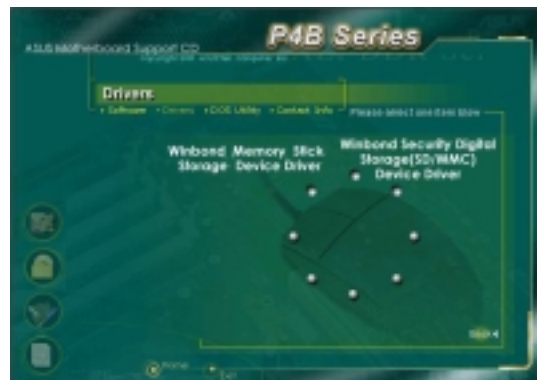 P4B Series
ASUS Motherboard Support CD
Drivers
Software Drivers DOS Utility Contact Info Please select one item blow
Winbond Memory Stick
Storage Device Driver
Winbond Security Digital
Storage(SD/MMC)
Device Driver
Home
Exit